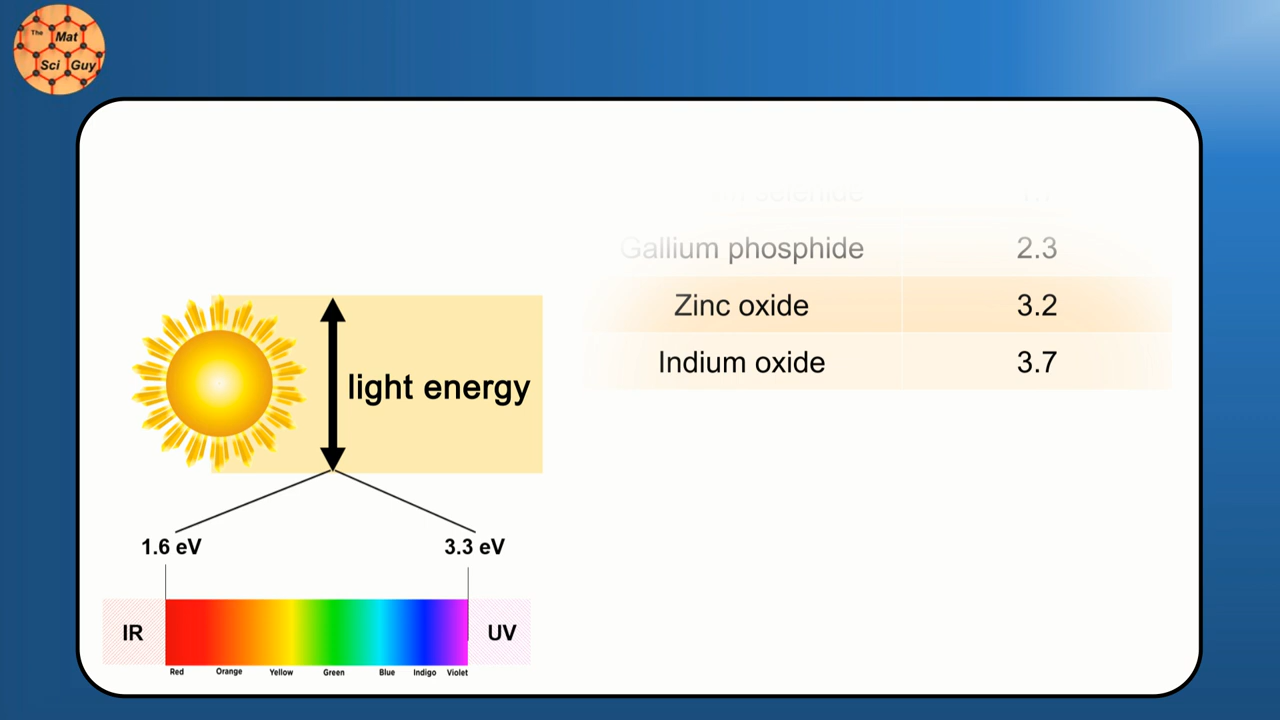 The Mat
Sci Guy
Gallium phosphide 2.3
Zinc oxide 3.2
Indium oxide 3.7
light energy
1.6 eV 3.3 eV
IR UV
Red Orange Yellow Green Blue Indigo Violet